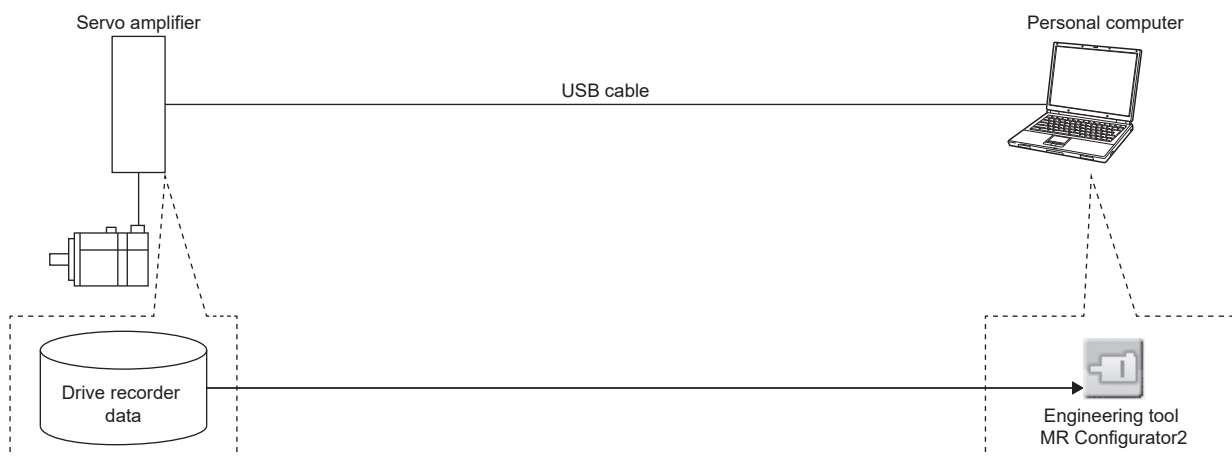 Servo amplifier
Personal computer
USB cable
Drive recorder
data
Engineering tool
MR Configurator2